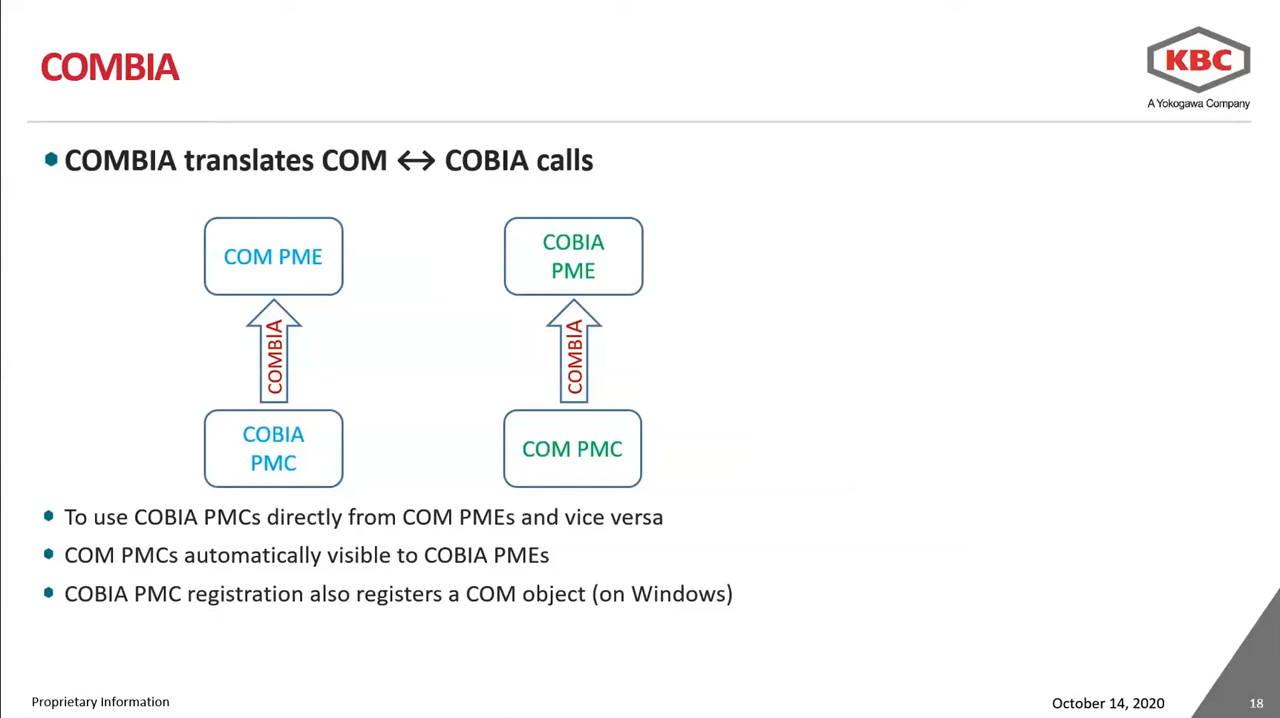 COMBIA
KBC
A Yokogawa Company
COMBIA translates COM ↔ COBIA calls
COM PME
COBIA
PME
COMBIA
COMBIA
COBIA
PMC
COM PMC
To use COBIA PMCs directly from COM PMEs and vice versa
COM PMCs automatically visible to COBIA PMEs
COBIA PMC registration also registers a COM object (on Windows)
Proprietary Information
October 14, 2020
18